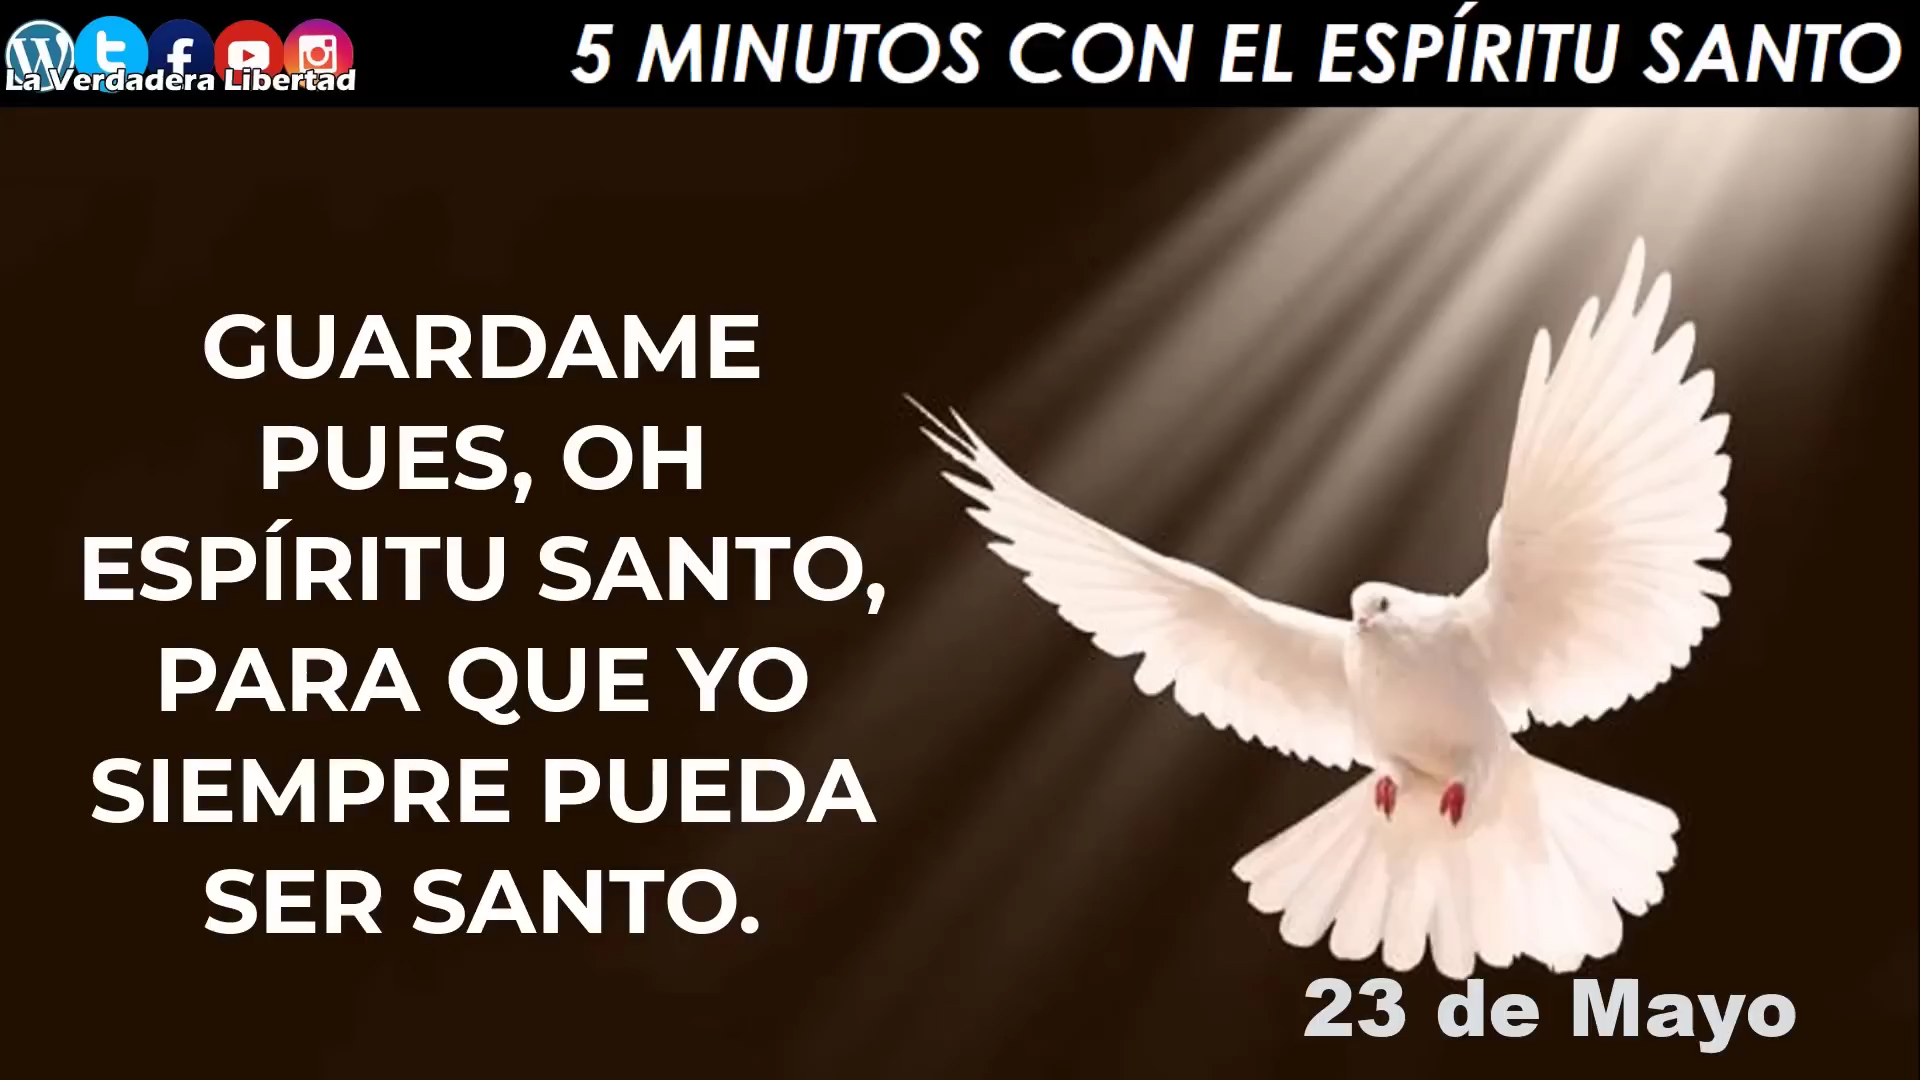 La Verdadera Libertad
5 MINUTOS CON EL ESPÍRITU SANTO
GUARDAME
PUES, OH
ESPÍRITU SANTO,
PARA QUE YO
SIEMPRE PUEDA
SER SANTO.
23 de Mayo